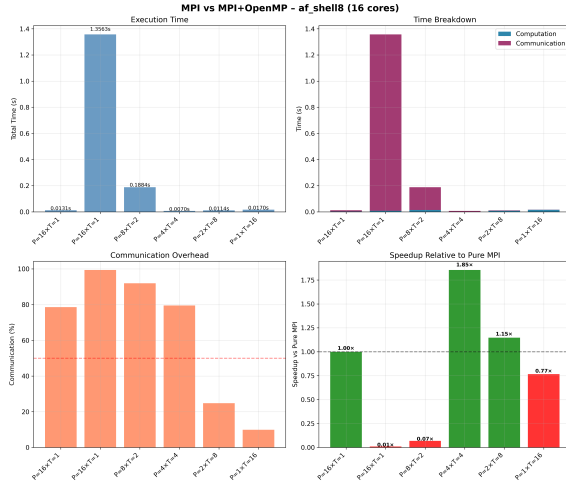 MPI vs MPI+OpenMP – af_shell8 (16 cores)
Execution Time
Total Time (s)
1.4
1.2
1.0
0.8
0.6
0.4
0.2
0.0
0.0131s
1.3563s
0.1884s
0.0070s
0.0114s
0.0170s
P=16×T=1
P=16×T=1
P=8×T=2
P=4×T=4
P=2×T=8
P=1×T=16
Time Breakdown
Time (s)
1.4
1.2
1.0
0.8
0.6
0.4
0.2
0.0
Computation
Communication
P=16×T=1
P=16×T=1
P=8×T=2
P=4×T=4
P=2×T=8
P=1×T=16
Communication Overhead
Communication (%)
100
80
60
40
20
0
P=16×T=1
P=16×T=1
P=8×T=2
P=4×T=4
P=2×T=8
P=1×T=16
Speedup Relative to Pure MPI
Speedup vs Pure MPI
1.75
1.50
1.25
1.00
0.75
0.50
0.25
0.00
1.00×
0.01×
0.07×
1.85×
1.15×
0.77×
P=16×T=1
P=16×T=1
P=8×T=2
P=4×T=4
P=2×T=8
P=1×T=16